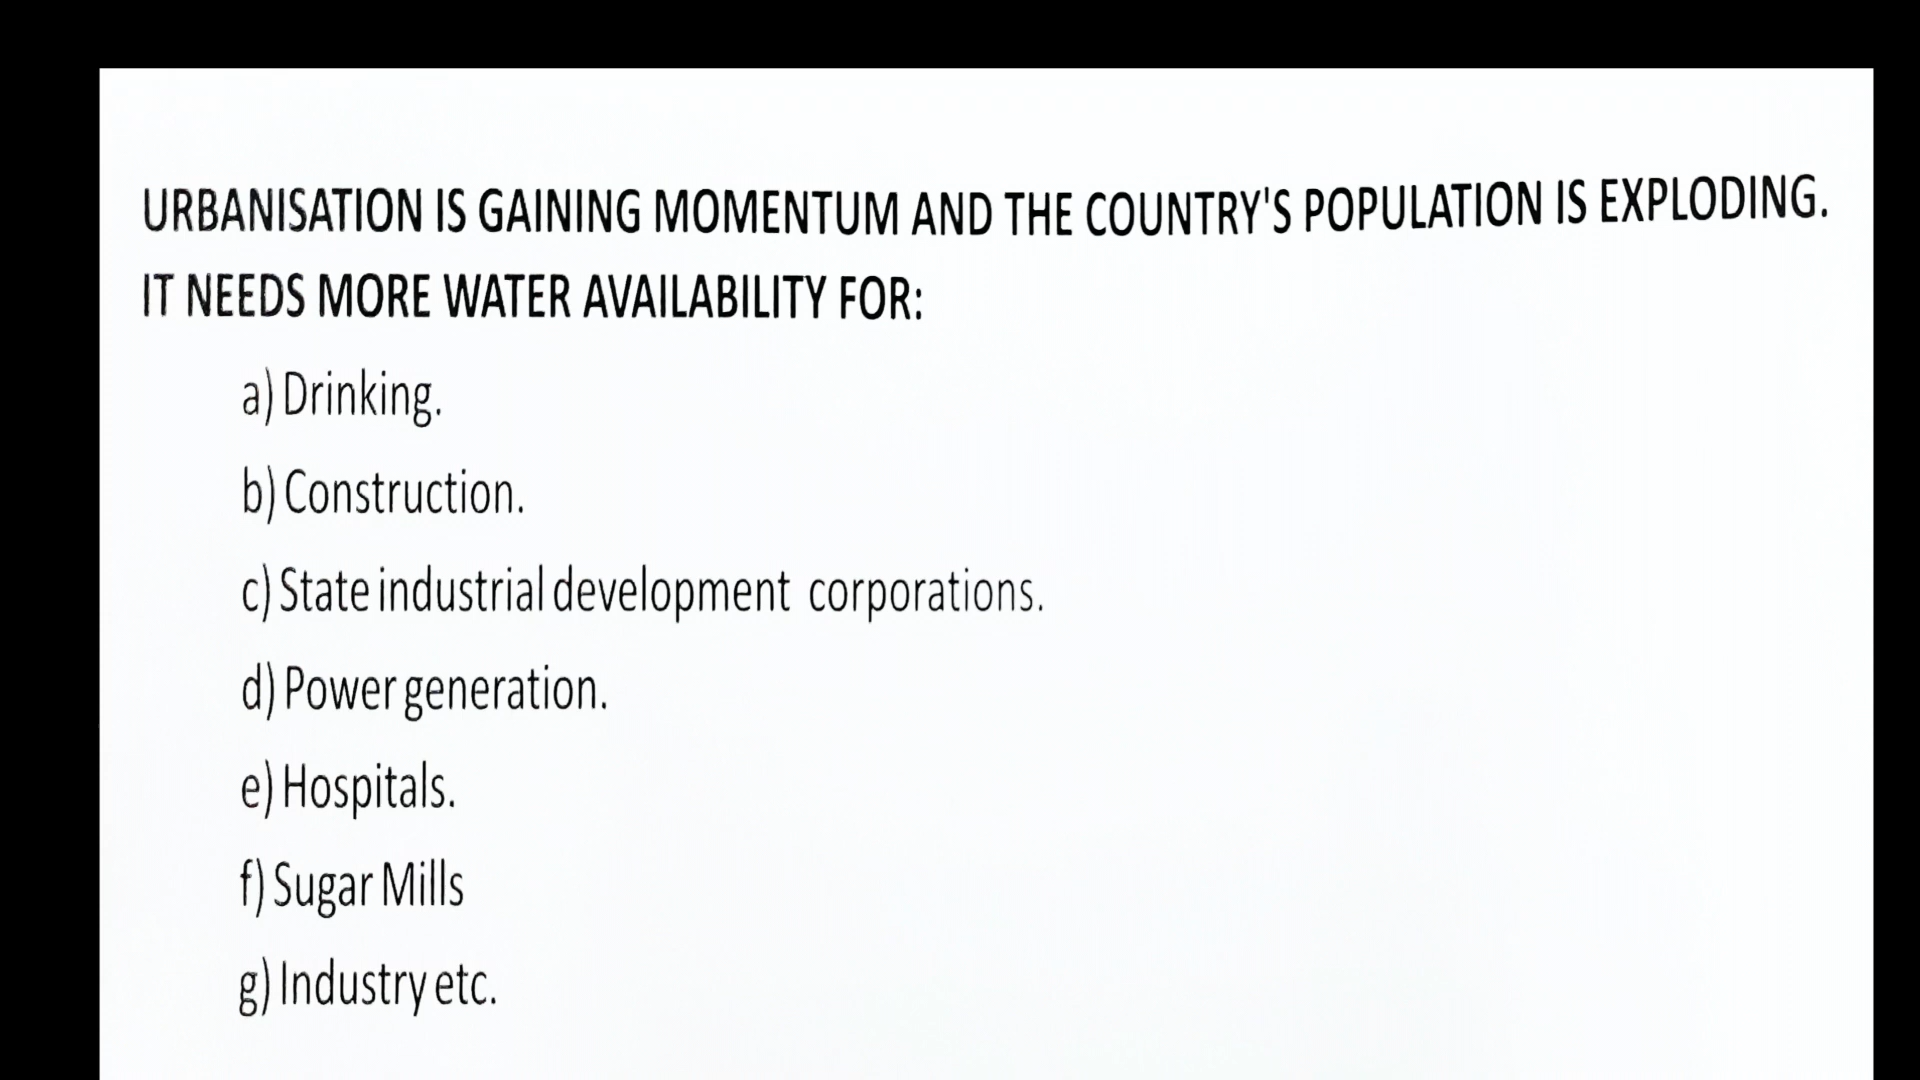 URBANISATION IS GAINING MOMENTUM AND THE COUNTRY'S POPULATION IS EXPLODING.
IT NEEDS MORE WATER AVAILABILITY FOR:
a) Drinking.
b) Construction.
c) State industrial development corporations.
d) Power generation.
e) Hospitals.
f) Sugar Mills
g) Industry etc.